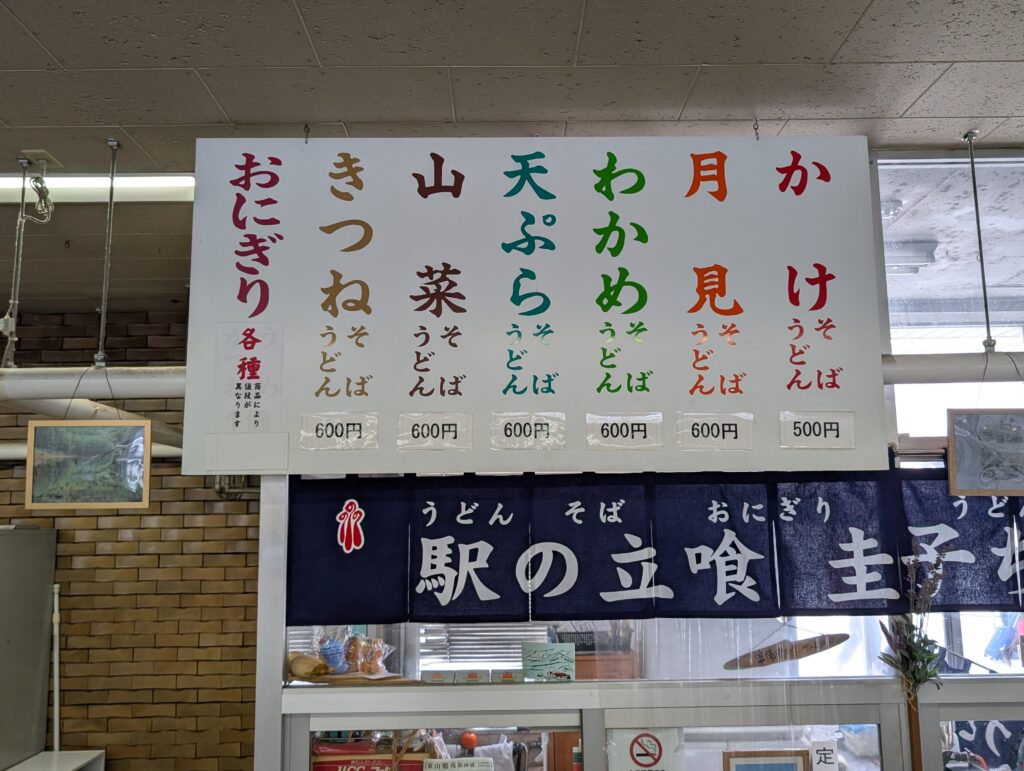 かけ
そば
うどん
500円
月見
そば
うどん
600円
わかめ
そば
うどん
600円
天ぷら
そば
うどん
600円
山菜
そば
うどん
600円
きつね
そば
うどん
600円
おにぎり
各種
商品により
値段が
異なります
うどん そば おにぎり うど
駅の立喰 圭子
定